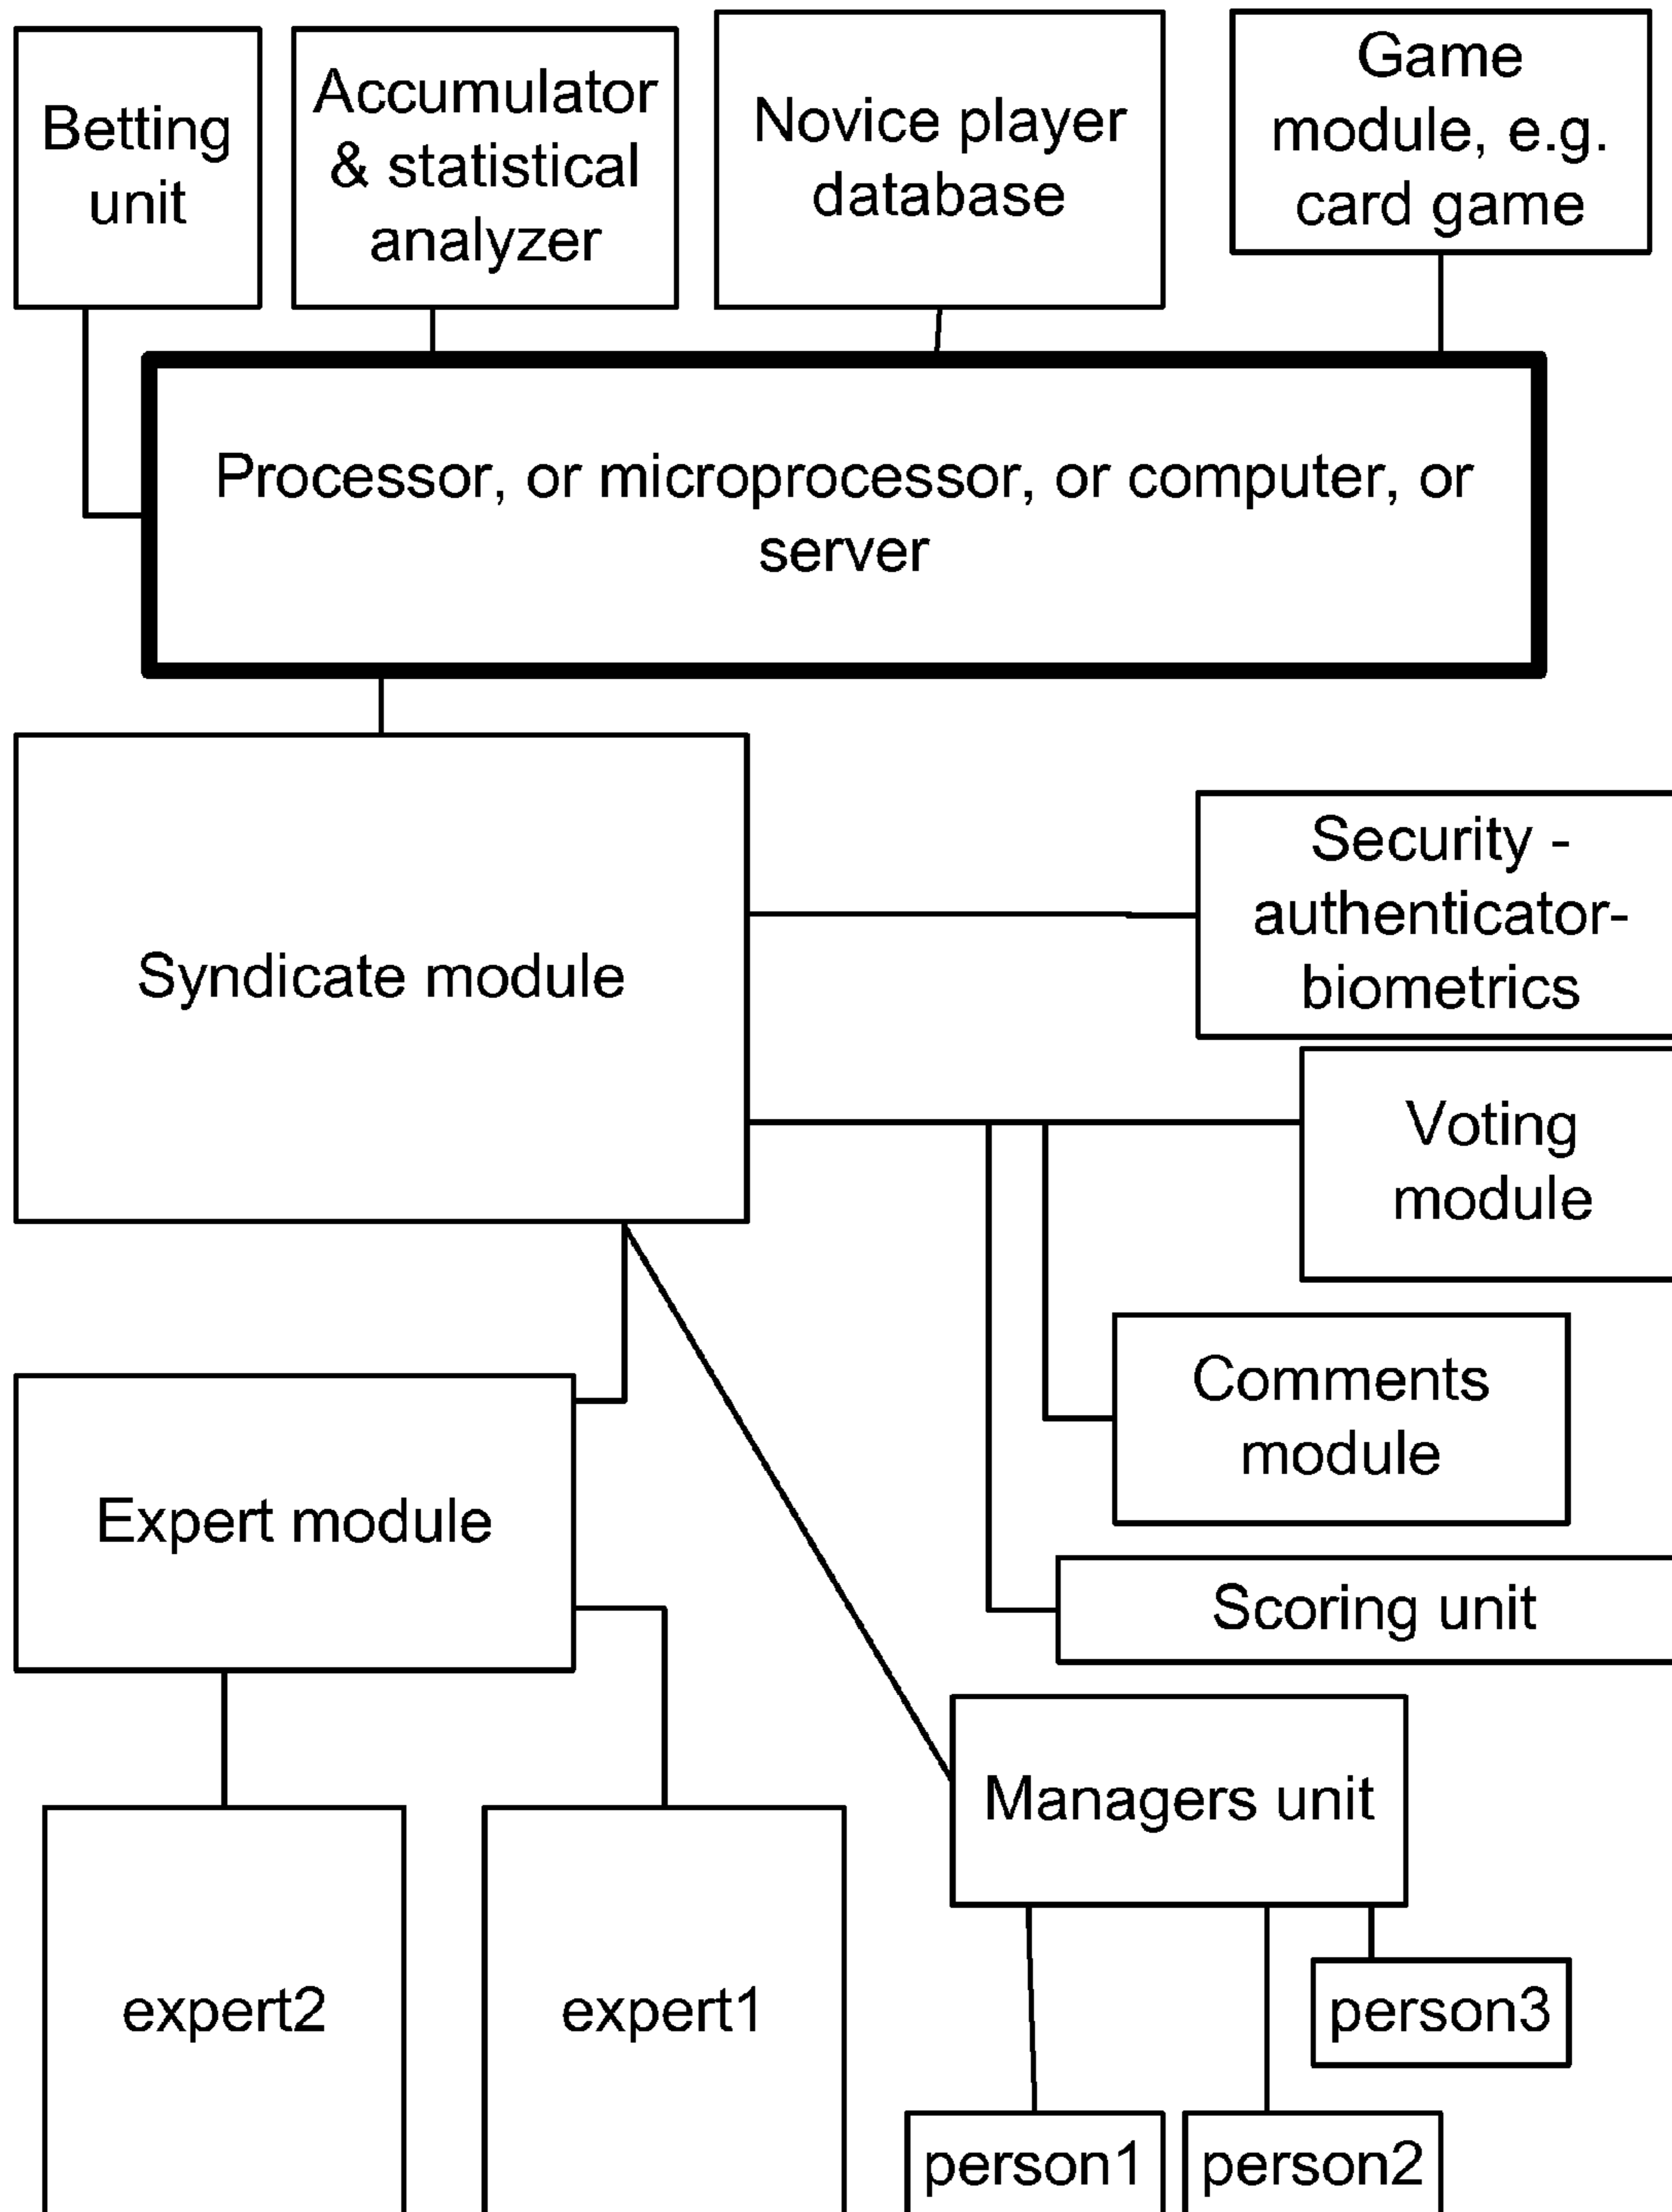 Betting
unit
Accumulator
& statistical
analyzer
Novice player
database
Game
module, e.g.
card game
Processor, or microprocessor, or computer, or
server
Syndicate module
Security -
authenticator-
biometrics
Voting
module
Comments
module
Scoring unit
Expert module
Managers unit
expert2
expert1
person3
person1
person2